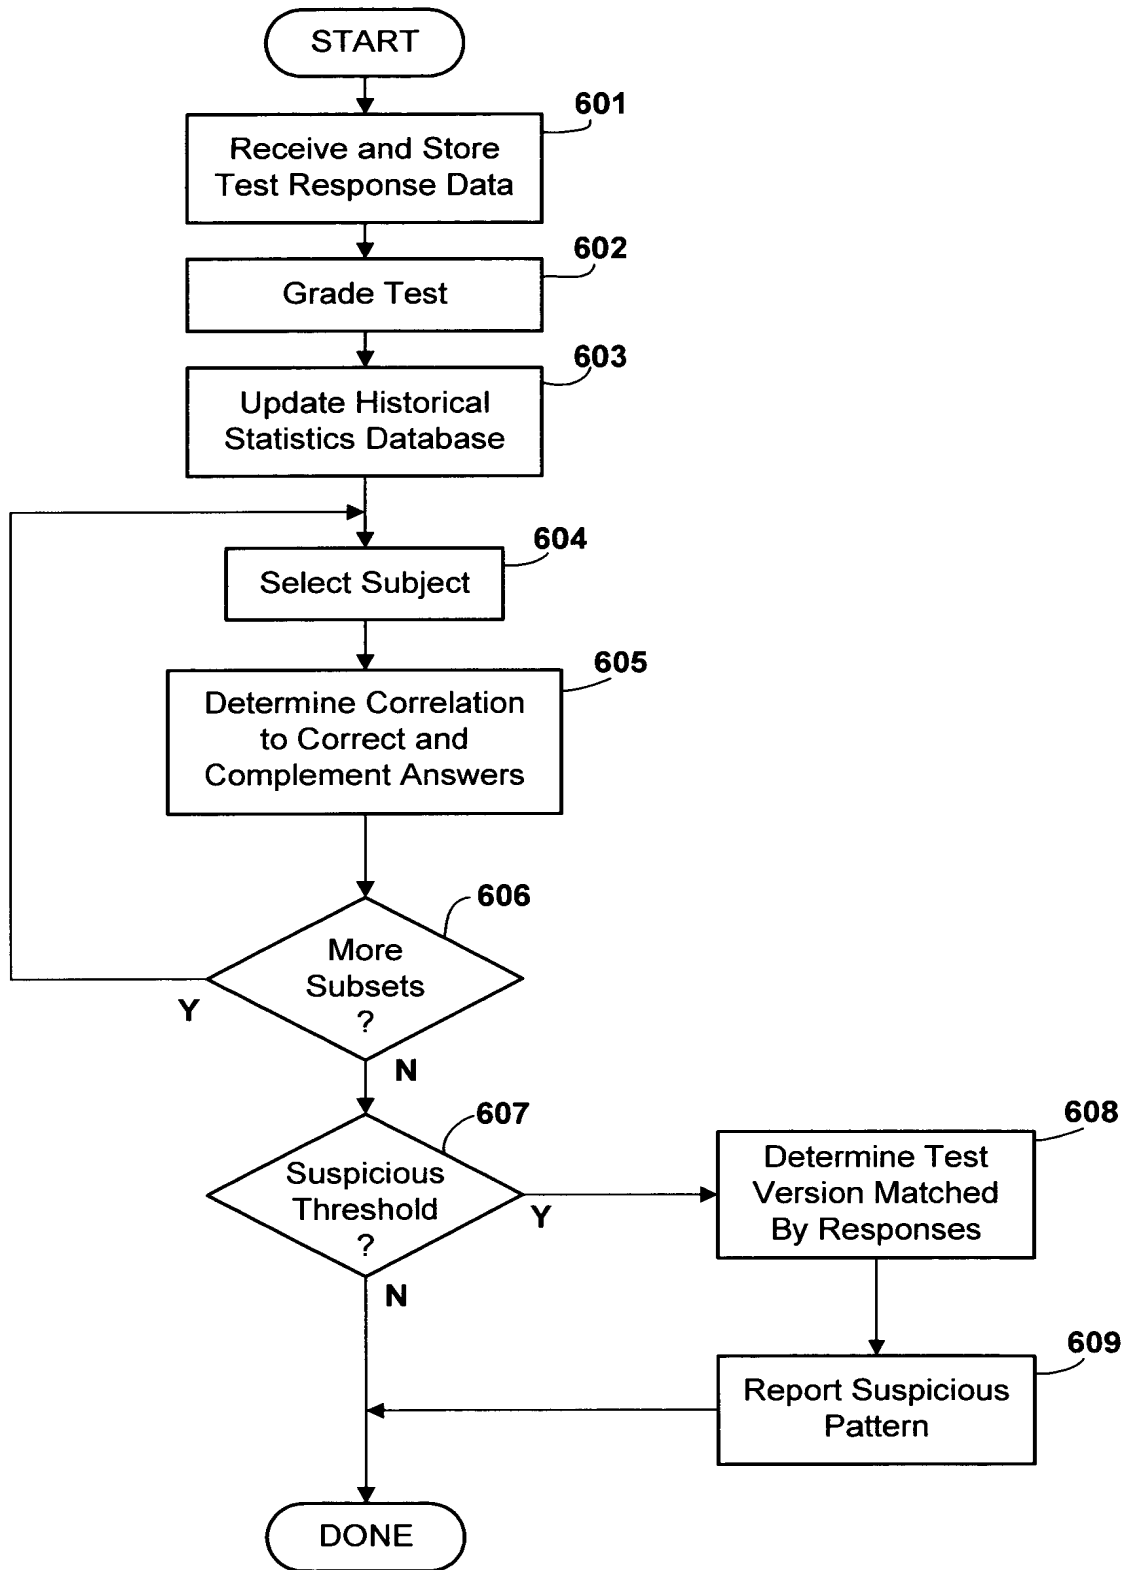 START
601
Receive and Store
Test Response Data
602
Grade Test
603
Update Historical
Statistics Database
604
Select Subject
605
Determine Correlation
to Correct and
Complement Answers
606
More
Subsets
?
Y
N
607
Suspicious
Threshold
?
Y
N
608
Determine Test
Version Matched
By Responses
609
Report Suspicious
Pattern
DONE